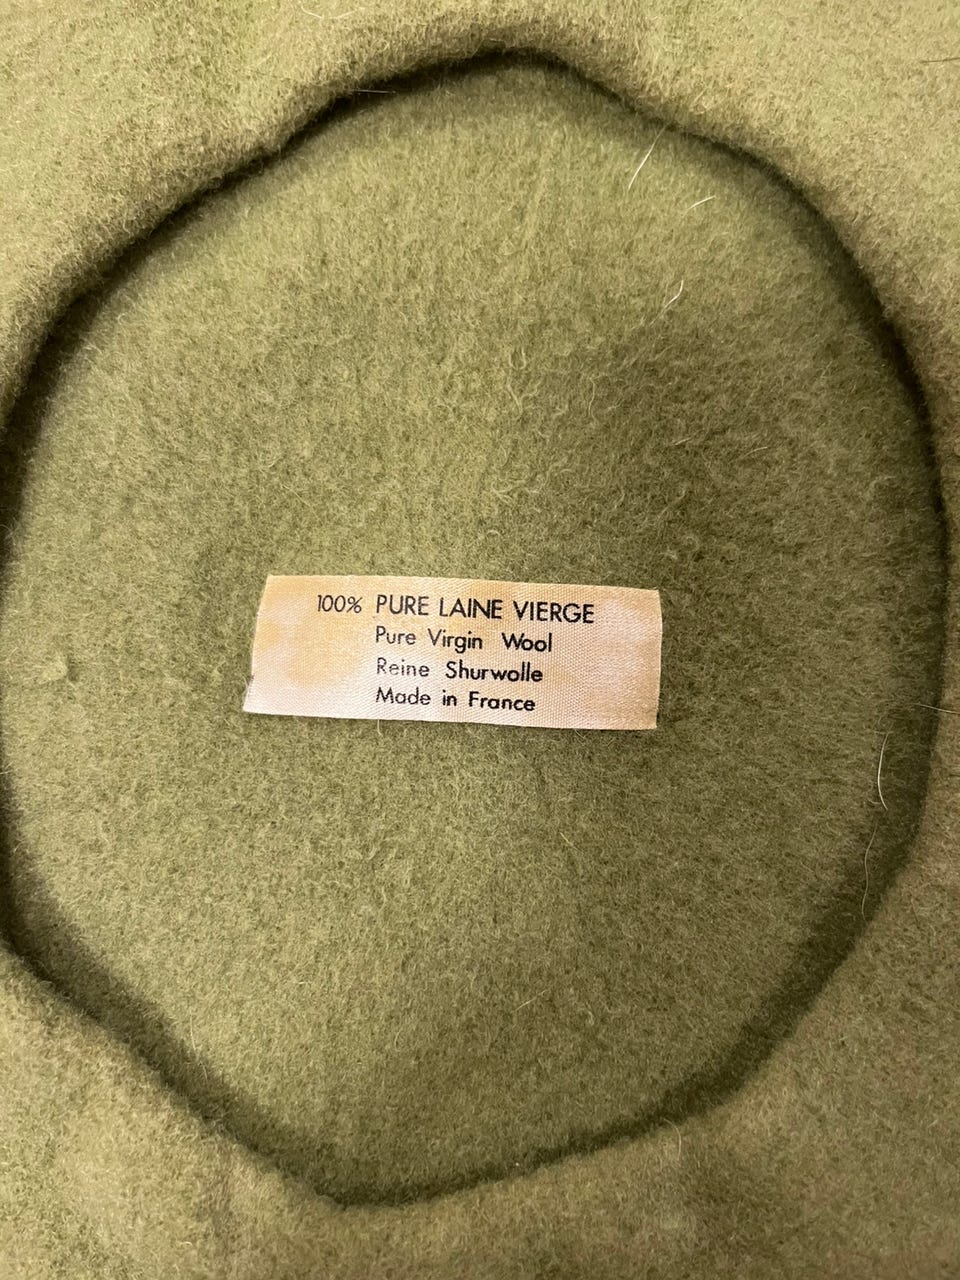 100% PURE LAINE VIERGE
Pure Virgin Wool
Reine Shurwolle
Made in France